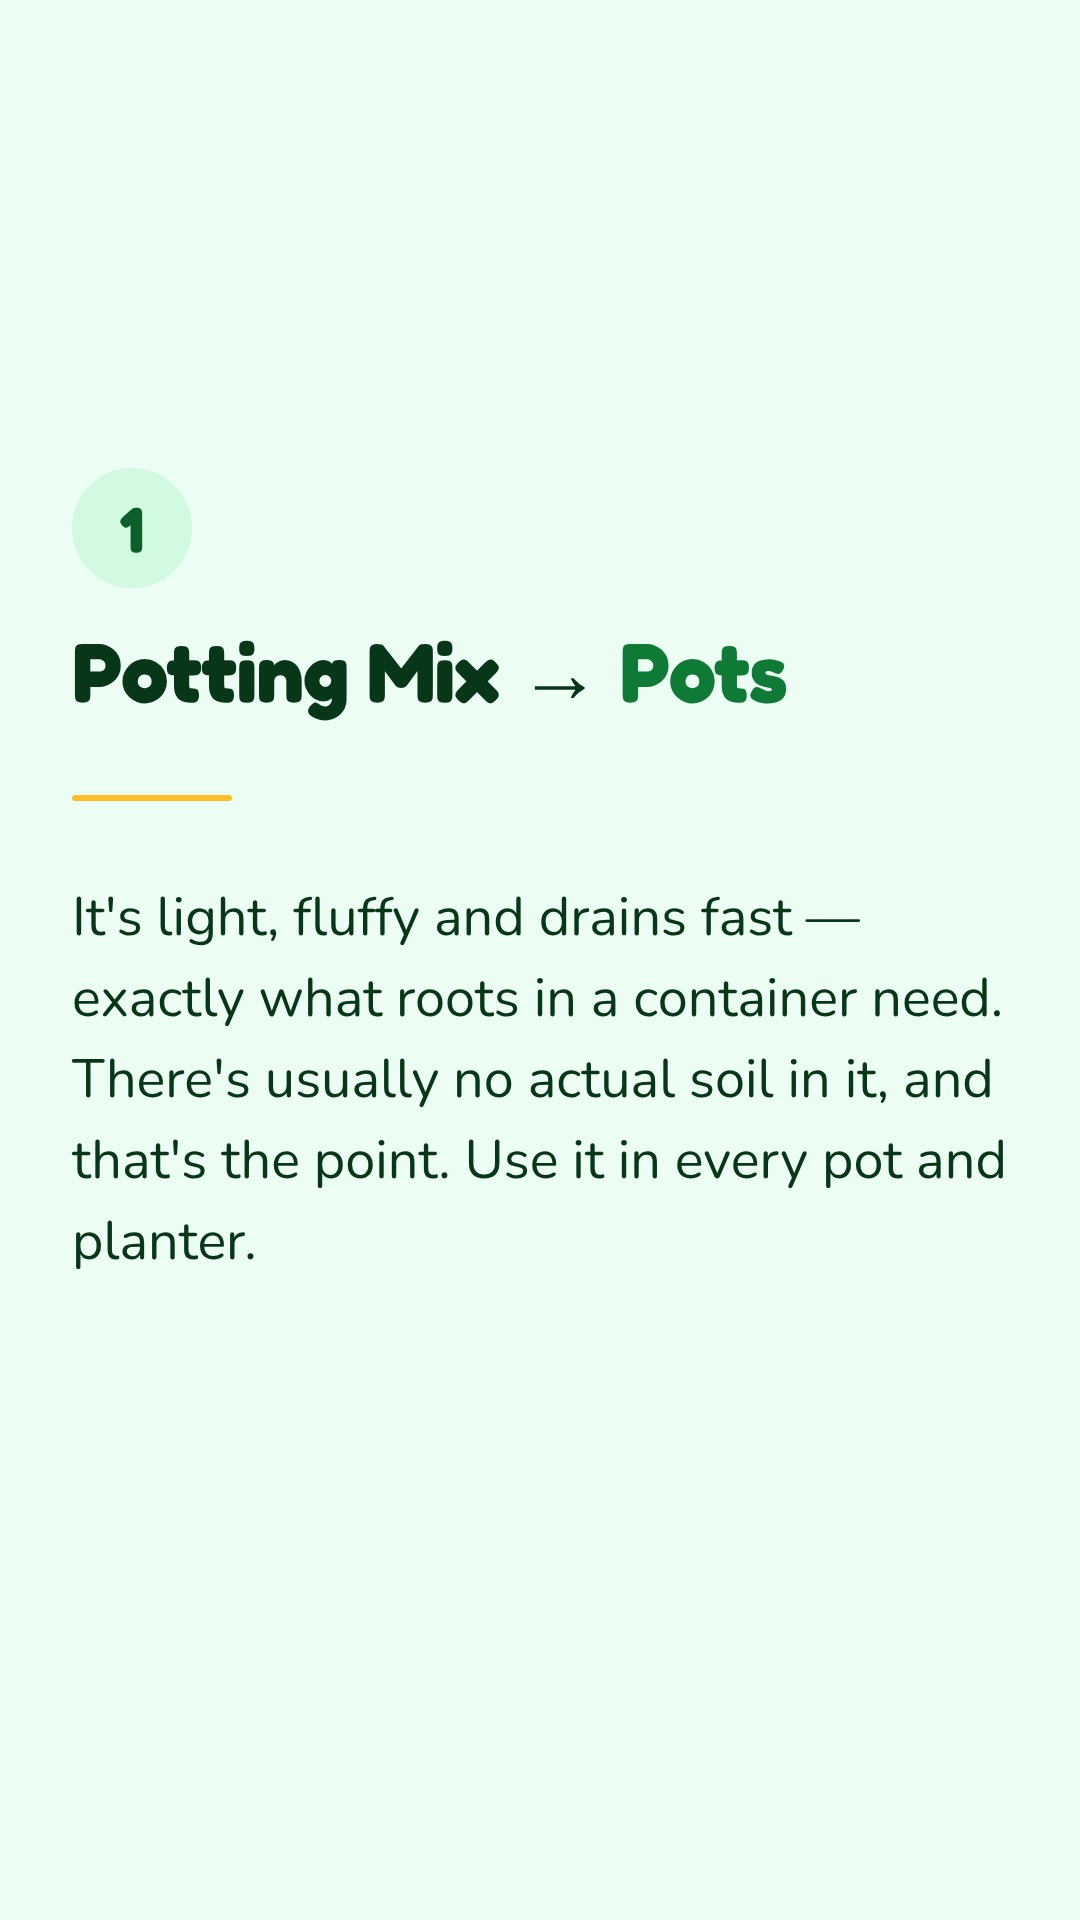 1
Potting Mix → Pots
It's light, fluffy and drains fast —
exactly what roots in a container need.
There's usually no actual soil in it, and
that's the point. Use it in every pot and
planter.